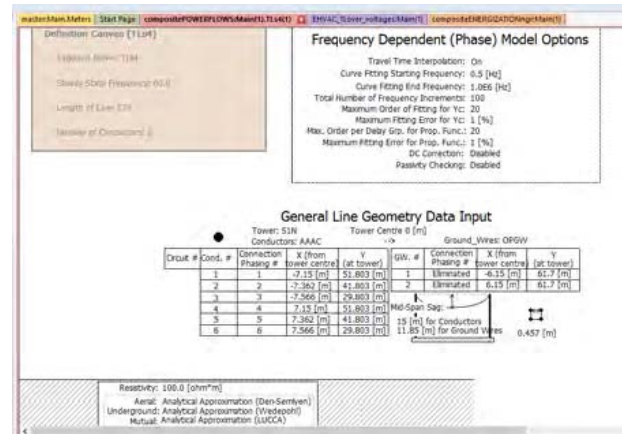 master:Main.Meters Start Page compositePOWERFLOWS:Main(1).TLs4(1) EHVAC_TLover_voltages:Main(1) compositeENERGIZATIONingr:Main(1)
Definition Canvas (TLs4)
Steady State Frequency: 60.0
Length of Line:
Number of Conductors: 6
Frequency Dependent (Phase) Model Options
Travel Time Interpolation: On
Curve Fitting Starting Frequency: 0.5 [Hz]
Curve Fitting End Frequency: 1.0E6 [Hz]
Total Number of Frequency Increments: 100
Maximum Order of Fitting for Yc: 20
Maximum Fitting Error for Yc: 1 [%]
Max. Order per Delay Grp. for Prop. Func.: 20
Maximum Fitting Error for Prop. Func.: 1 [%]
DC Correction: Disabled
Passivity Checking: Disabled
General Line Geometry Data Input
Tower: S1N Tower Centre 0 [m]
Conductors: AAAC Ground_Wires: OPGW
Circuit # Cond. # Connection Phasing # X (from tower centre) Y (at tower) GW. # Connection Phasing # X (from tower centre) Y (at tower)
1 1 -7.15 [m] 51.803 [m] 1 Eliminated -6.15 [m] 61.7 [m]
2 2 -7.362 [m] 41.803 [m] 2 Eliminated 6.15 [m] 61.7 [m]
3 3 -7.566 [m] 29.803 [m]
4 4 7.15 [m] 51.803 [m] Mid-Span Sag:
5 5 7.362 [m] 41.803 [m] 15 [m] for Conductors
6 6 7.566 [m] 29.803 [m] 11.85 [m] for Ground Wires 0.457 [m]
Resistivity: 100.0 [ohm*m]
Aerial: Analytical Approximation (Deri-Semlyen)
Underground: Analytical Approximation (Wedepohl)
Mutual: Analytical Approximation (LUCCA)